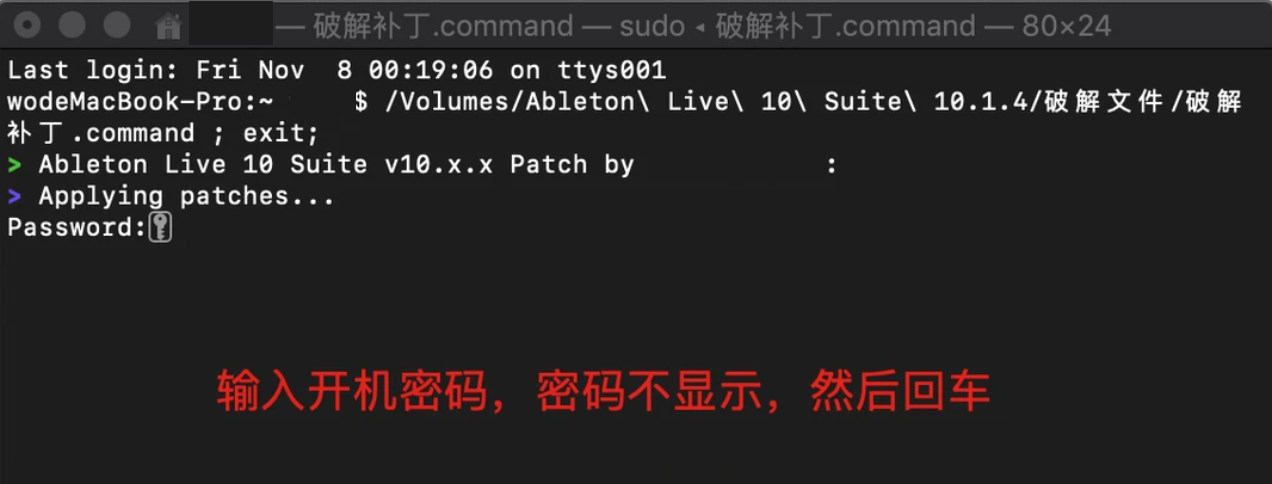 — 破解补丁.command — sudo ◂ 破解补丁.command — 80×24
Last login: Fri Nov  8 00:19:06 on ttys001
wodeMacBook-Pro:~ $ /Volumes/Ableton\ Live\ 10\ Suite\ 10.1.4/破解文件/破解
补丁.command ; exit;
> Ableton Live 10 Suite v10.x.x Patch by :
> Applying patches...
Password:
输入开机密码，密码不显示，然后回车